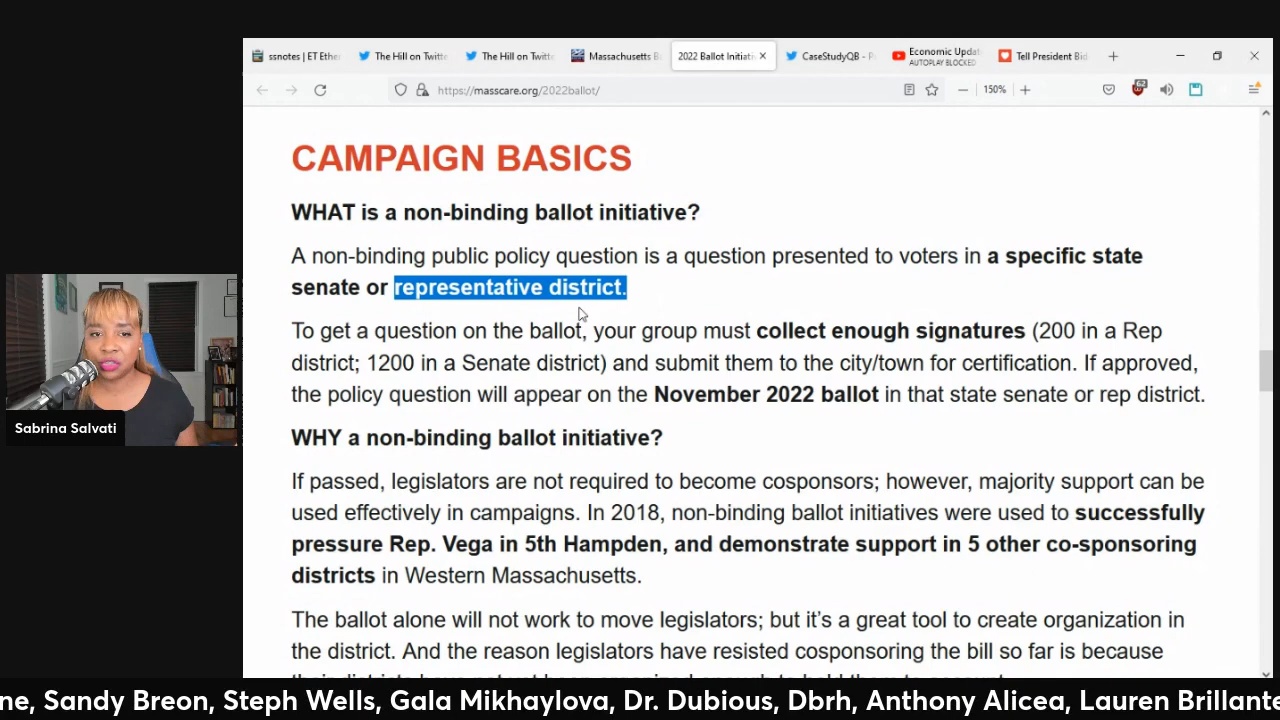 ssnotes | ET Ether
The Hill on Twitte
The Hill on Twitte
Massachusetts B
2022 Ballot Initiati
CaseStudyQB - P
Economic Updat
AUTOPLAY BLOCKED
Tell President Bid
https://masscare.org/2022ballot/
150%
62
CAMPAIGN BASICS
WHAT is a non-binding ballot initiative?
A non-binding public policy question is a question presented to voters in a specific state
senate or representative district.
To get a question on the ballot, your group must collect enough signatures (200 in a Rep
district; 1200 in a Senate district) and submit them to the city/town for certification. If approved,
the policy question will appear on the November 2022 ballot in that state senate or rep district.
WHY a non-binding ballot initiative?
If passed, legislators are not required to become cosponsors; however, majority support can be
used effectively in campaigns. In 2018, non-binding ballot initiatives were used to successfully
pressure Rep. Vega in 5th Hampden, and demonstrate support in 5 other co-sponsoring
districts in Western Massachusetts.
The ballot alone will not work to move legislators; but it's a great tool to create organization in
the district. And the reason legislators have resisted cosponsoring the bill so far is because
Sabrina Salvati
ne, Sandy Breon, Steph Wells, Gala Mikhaylova, Dr. Dubious, Dbrh, Anthony Alicea, Lauren Brillante